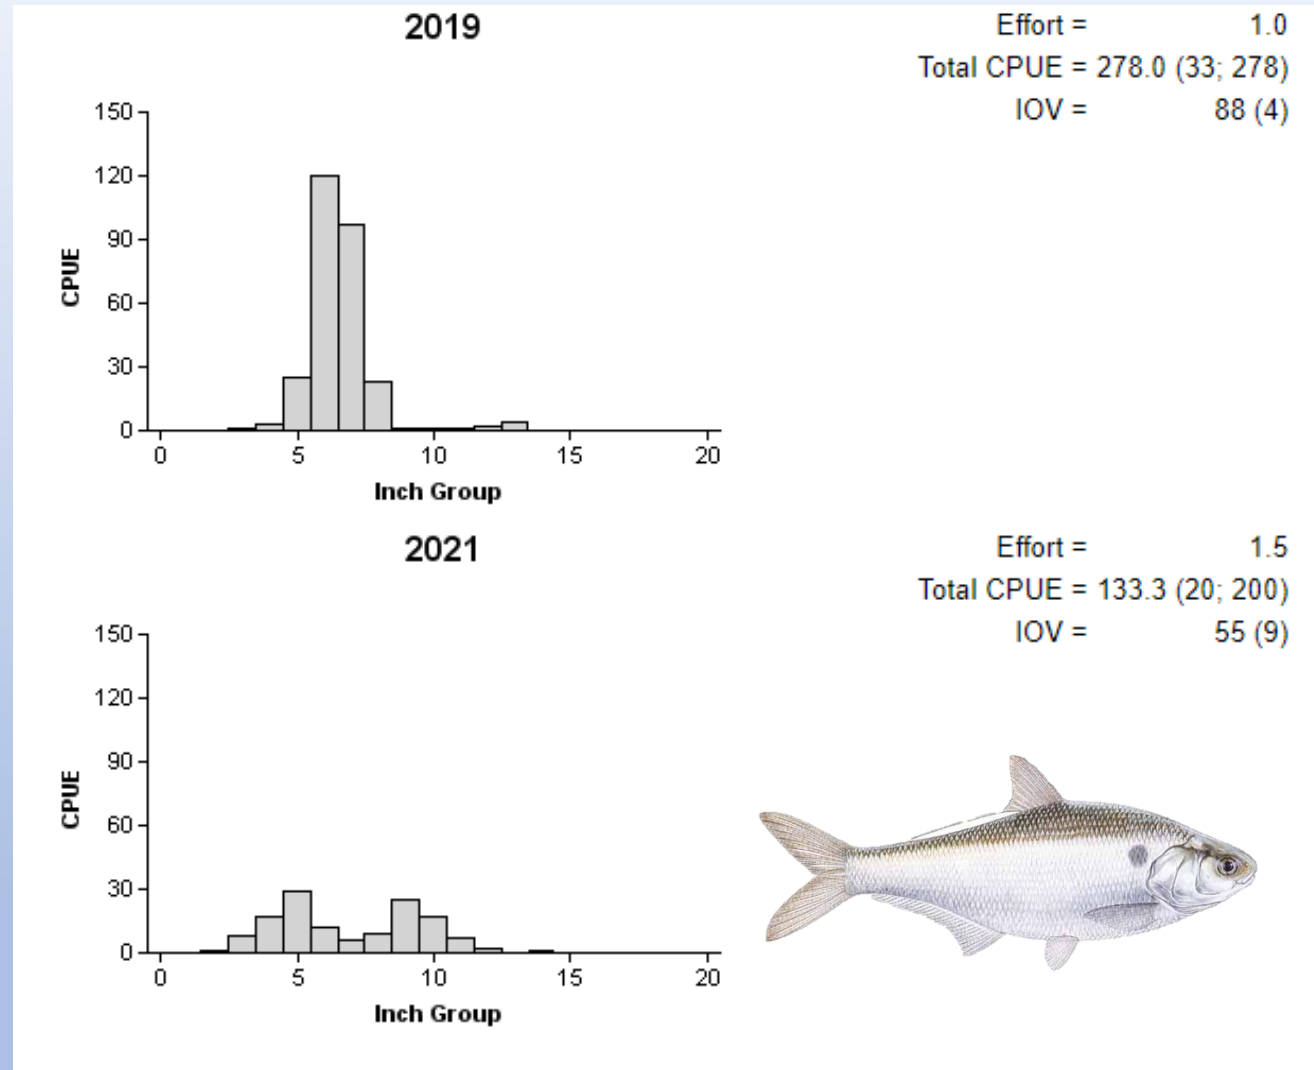 2019
Effort = 1.0
Total CPUE = 278.0 (33; 278)
IOV = 88 (4)
150
120
90
60
30
0
CPUE
0 5 10 15 20
Inch Group
2021
Effort = 1.5
Total CPUE = 133.3 (20; 200)
IOV = 55 (9)
150
120
90
60
30
0
CPUE
0 5 10 15 20
Inch Group